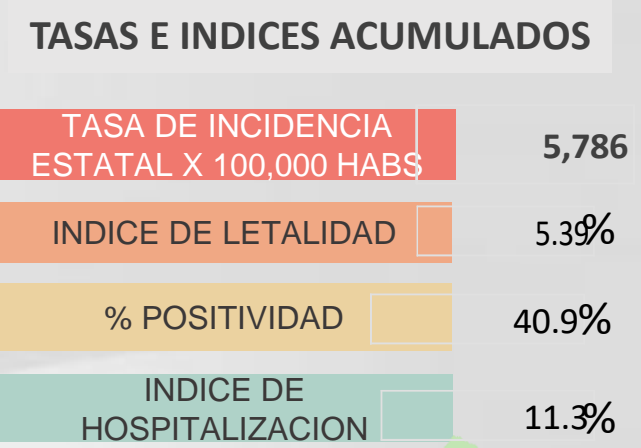 TASAS E INDICES ACUMULADOS
TASA DE INCIDENCIA
ESTATAL X 100,000 HABS
5,786
INDICE DE LETALIDAD
5.39%
% POSITIVIDAD
40.9%
INDICE DE
HOSPITALIZACION
11.3%